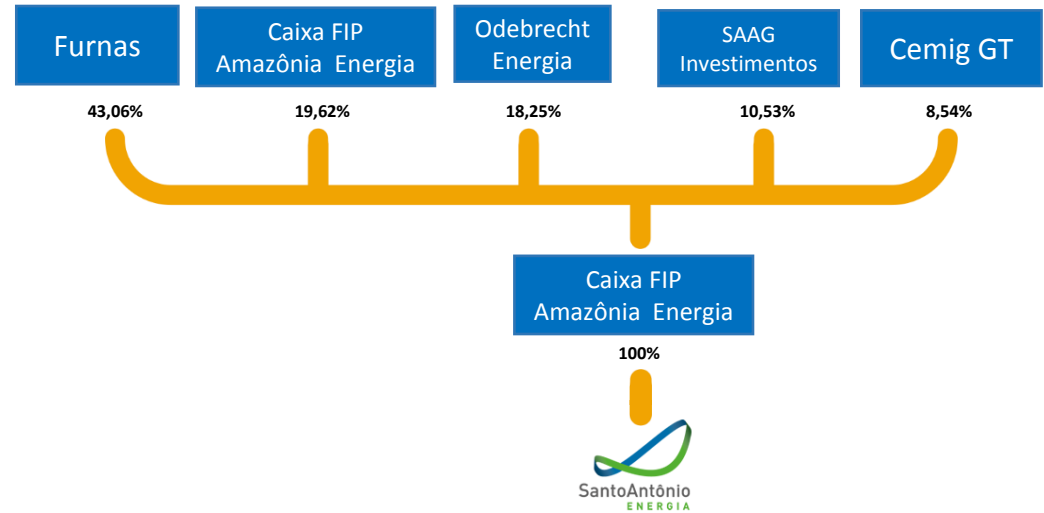 Furnas
Caixa FIP
Amazônia Energia
Odebrecht
Energia
SAAG
Investimentos
Cemig GT
43,06%
19,62%
18,25%
10,53%
8,54%
Caixa FIP
Amazônia Energia
100%
SantoAntônio
ENERGIA